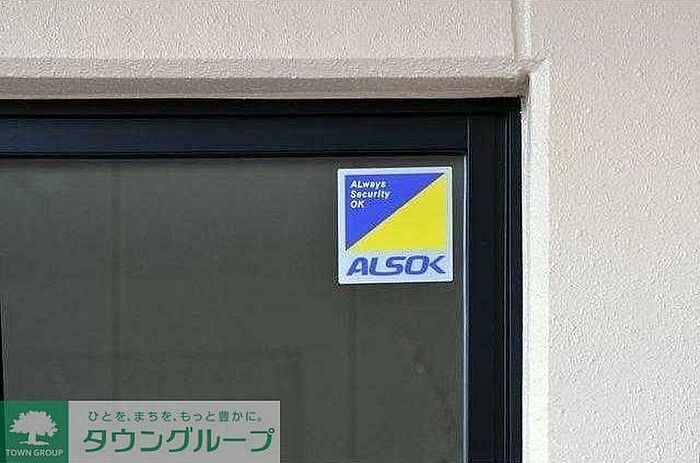 ALways
Security
OK
ALSOK
ひとを、まちを、もっと豊かに。
タウングループ
TOWN GROUP